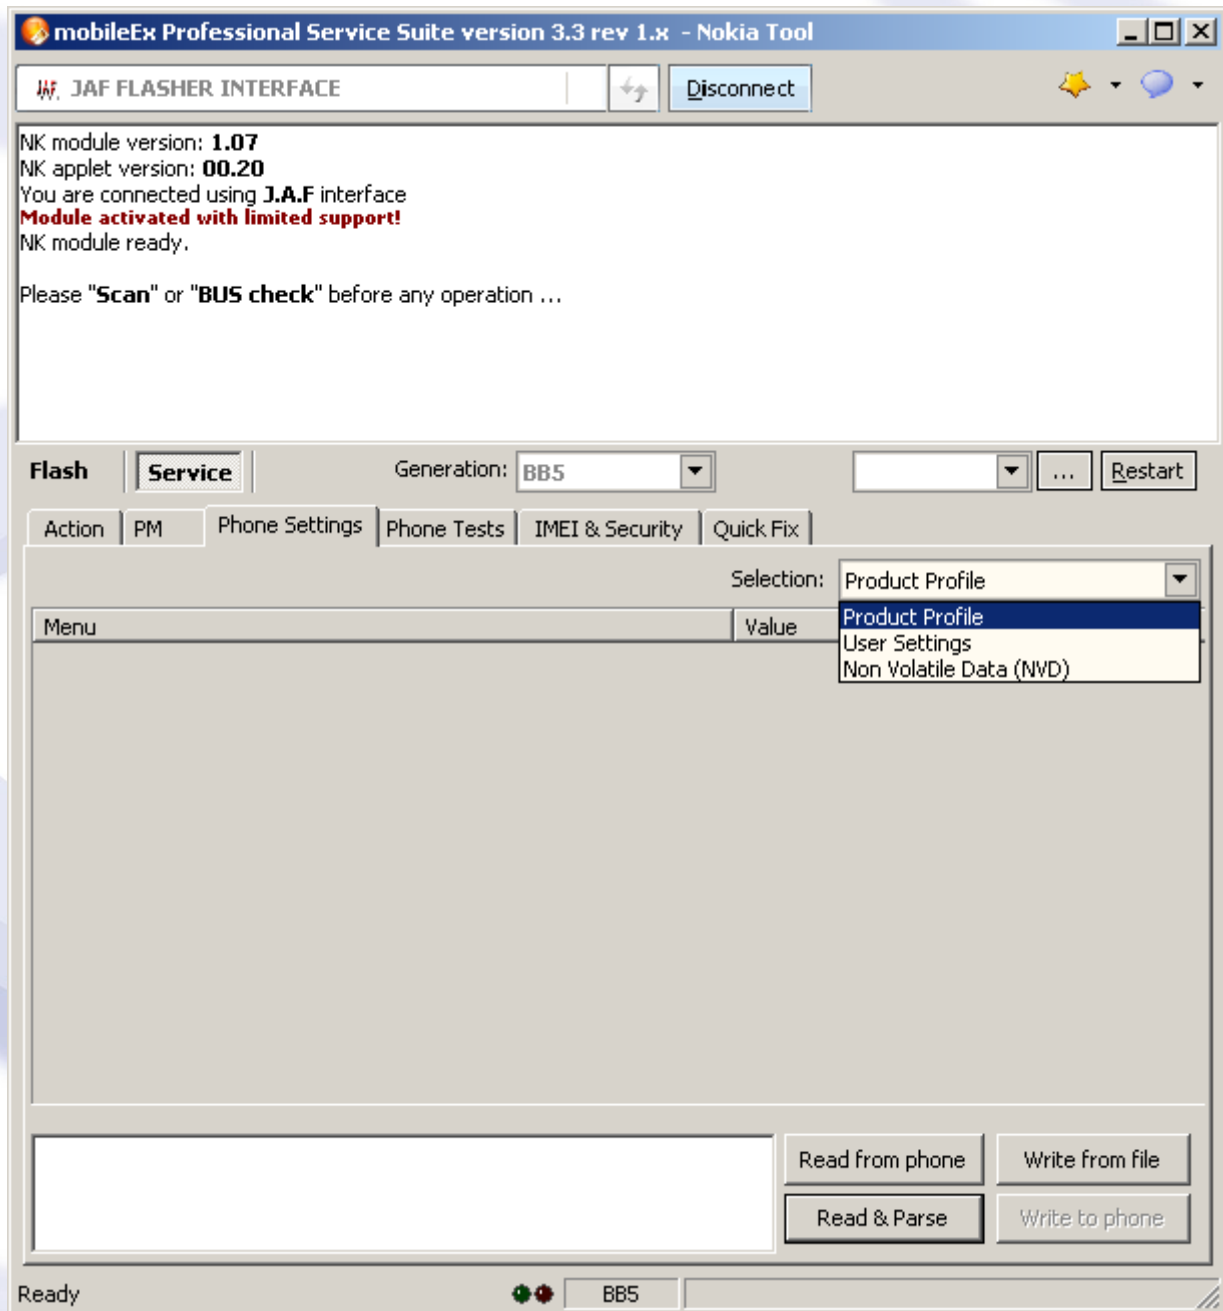 mobileEx Professional Service Suite version 3.3 rev 1.x - Nokia Tool
JAF FLASHER INTERFACE
Disconnect
NK module version: 1.07
NK applet version: 00.20
You are connected using J.A.F interface
Module activated with limited support!
NK module ready.
Please "Scan" or "BUS check" before any operation ...
Flash
Service
Generation:
BB5
...
Restart
Action
PM
Phone Settings
Phone Tests
IMEI & Security
Quick Fix
Selection:
Product Profile
Menu
Value
Product Profile
User Settings
Non Volatile Data (NVD)
Read from phone
Write from file
Read & Parse
Write to phone
Ready
BB5